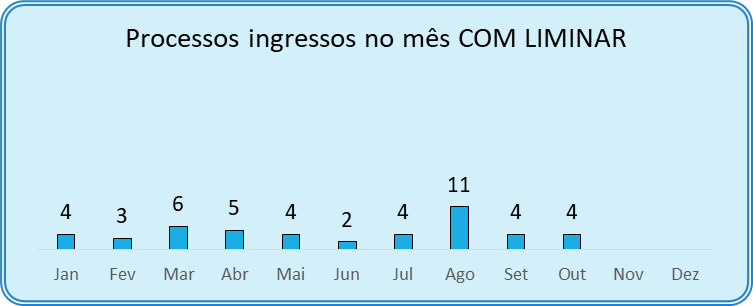 Processos ingressos no mês COM LIMINAR
4 3 6 5 4 2 4 11 4 4
Jan Fev Mar Abr Mai Jun Jul Ago Set Out Nov Dez